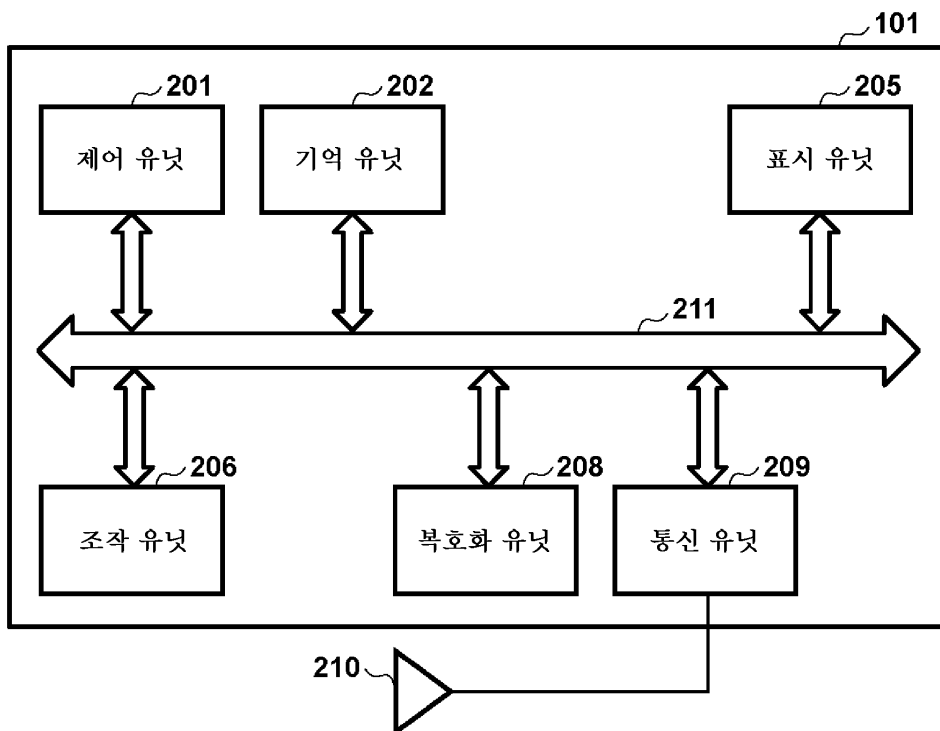 101
201
202
205
제어 유닛
기억 유닛
표시 유닛
211
206
208
209
조작 유닛
복호화 유닛
통신 유닛
210